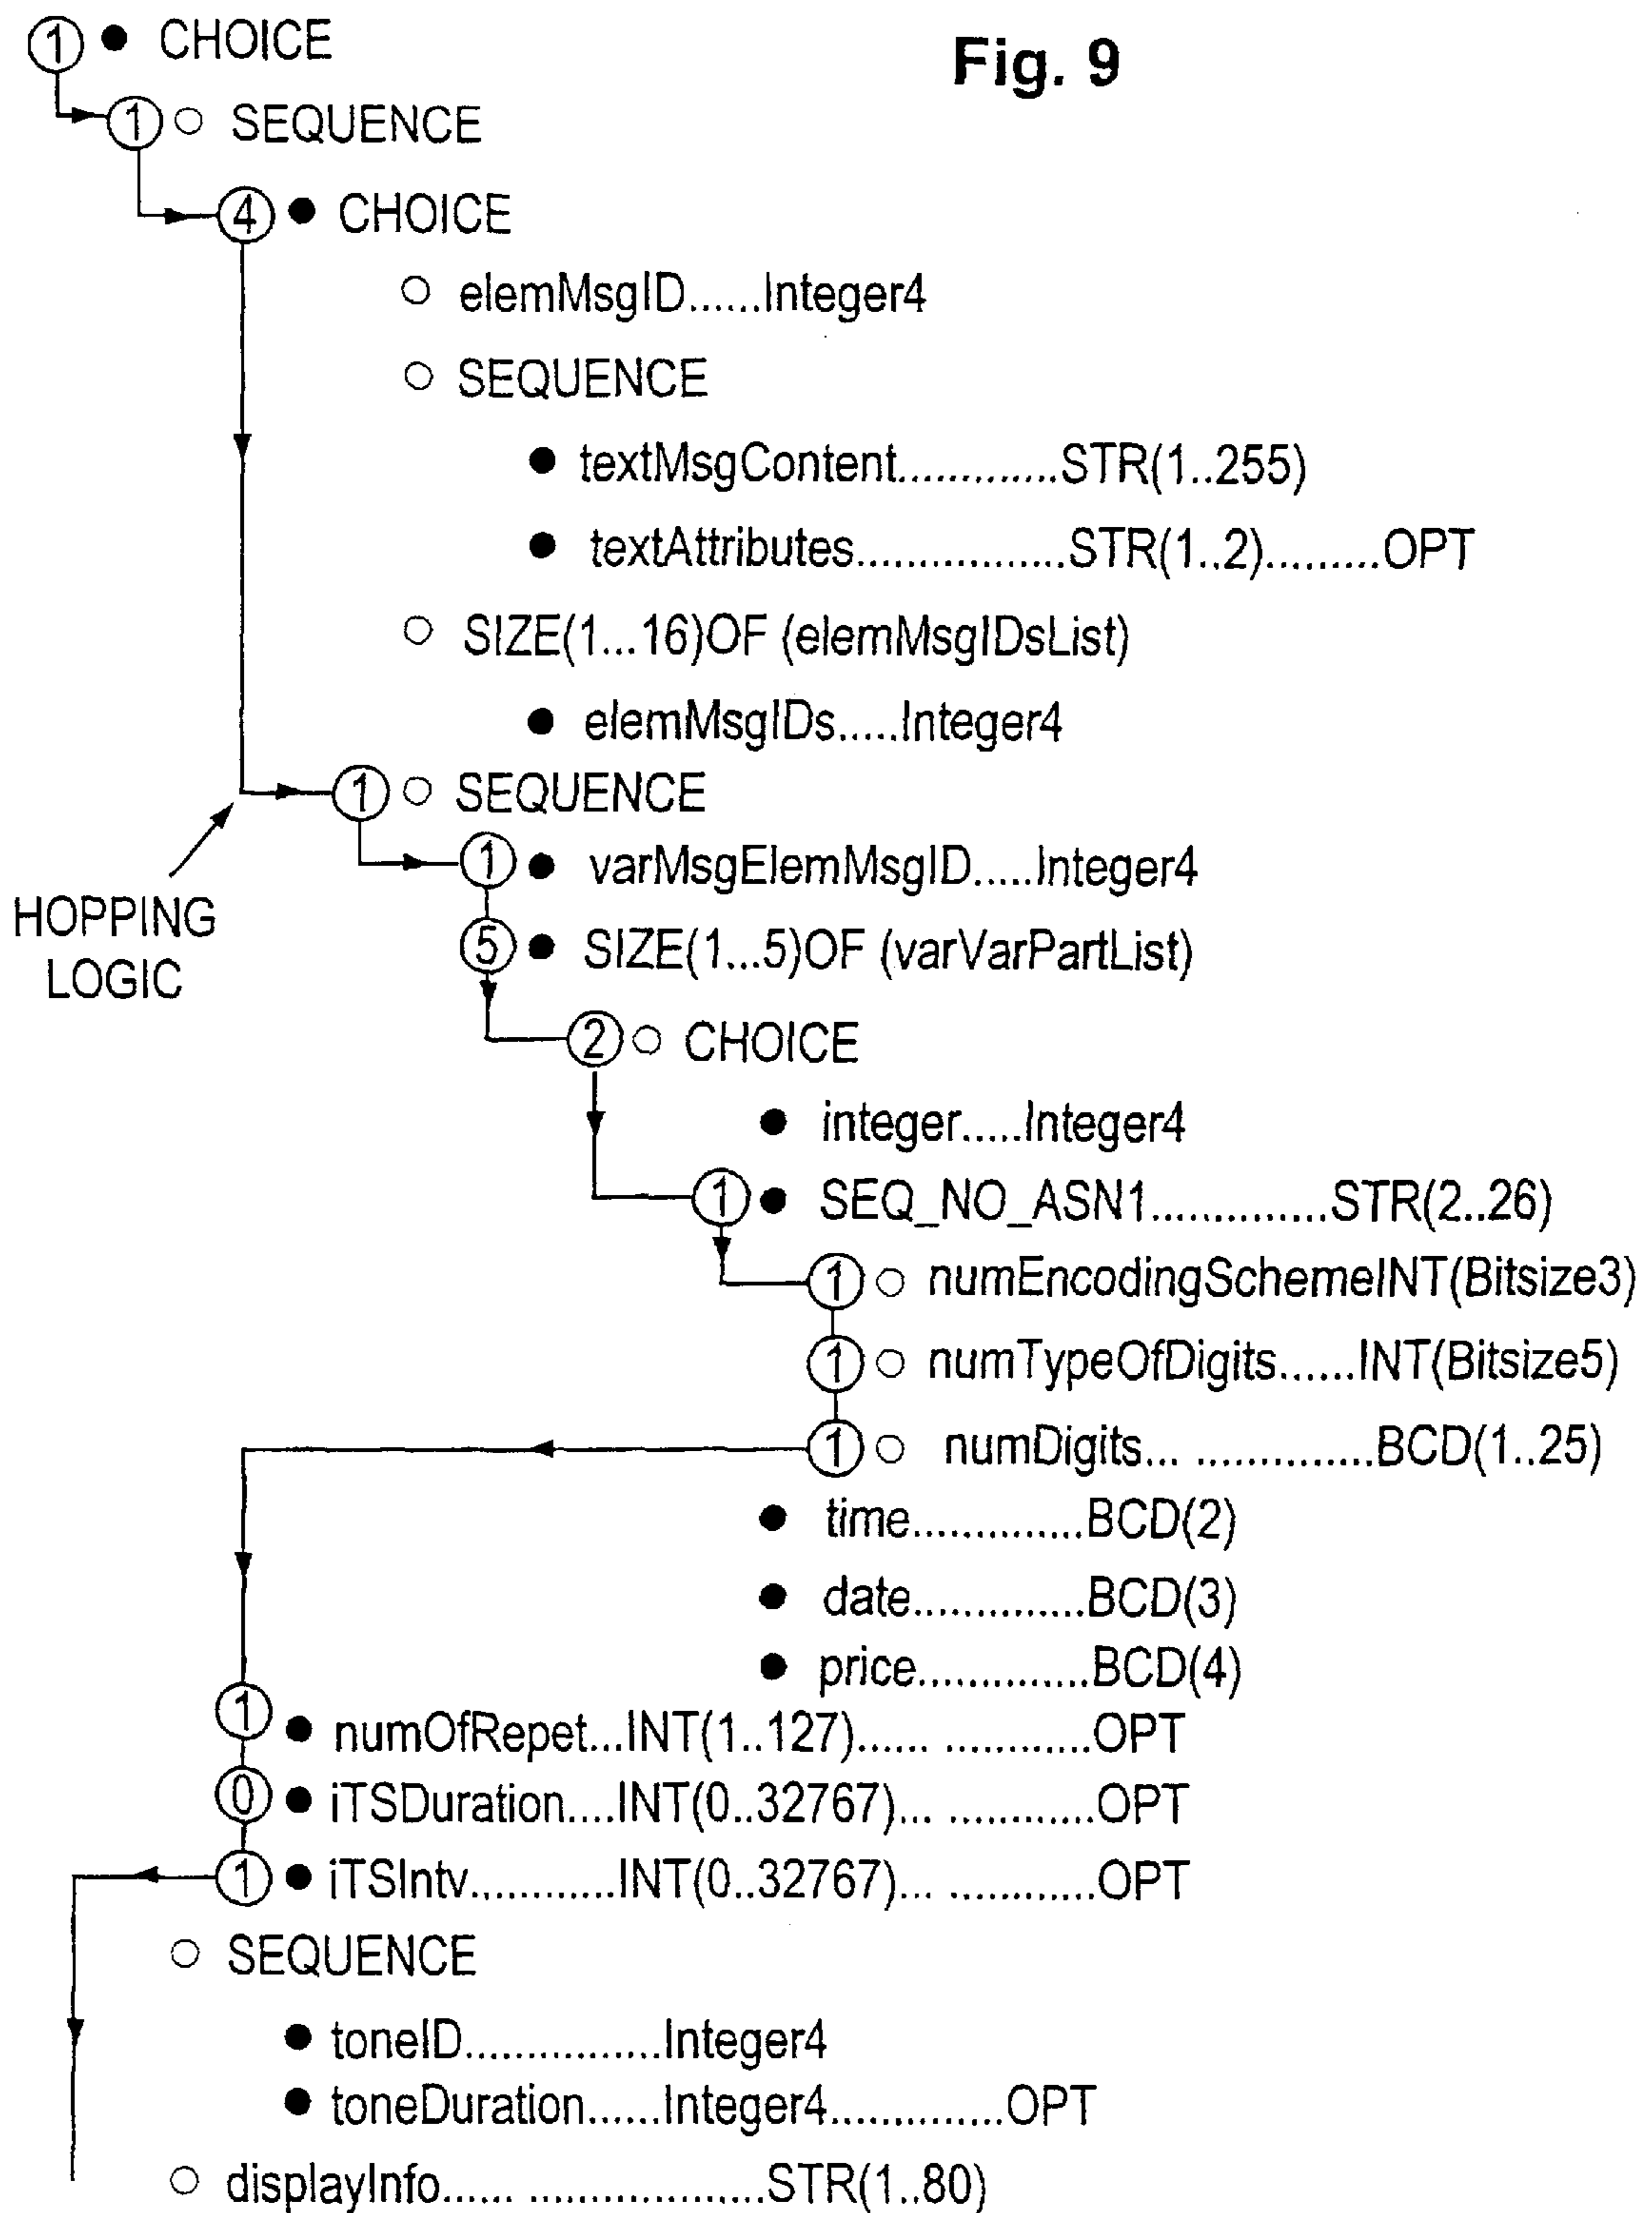 ① ● CHOICE
Fig. 9
① ○ SEQUENCE
④ ● CHOICE
○ elemMsgID......Integer4
○ SEQUENCE
● textMsgContent.............STR(1..255)
● textAttributes.................STR(1..2).........OPT
○ SIZE(1...16)OF (elemMsgIDsList)
● elemMsgIDs.....Integer4
① ○ SEQUENCE
① ● varMsgElemMsgID.....Integer4
HOPPING
LOGIC
⑤ ● SIZE(1...5)OF (varVarPartList)
② ○ CHOICE
● integer.....Integer4
① ● SEQ_NO_ASN1..............STR(2..26)
① ○ numEncodingSchemeINT(Bitsize3)
① ○ numTypeOfDigits......INT(Bitsize5)
① ○ numDigits... ...............BCD(1..25)
● time..............BCD(2)
● date..............BCD(3)
● price..............BCD(4)
① ● numOfRepet...INT(1..127)...... ............OPT
⓪ ● iTSDuration....INT(0..32767)... ............OPT
① ● iTSIntv............INT(0..32767)... ............OPT
○ SEQUENCE
● toneID................Integer4
● toneDuration......Integer4..............OPT
○ displayInfo...... ...................STR(1..80)